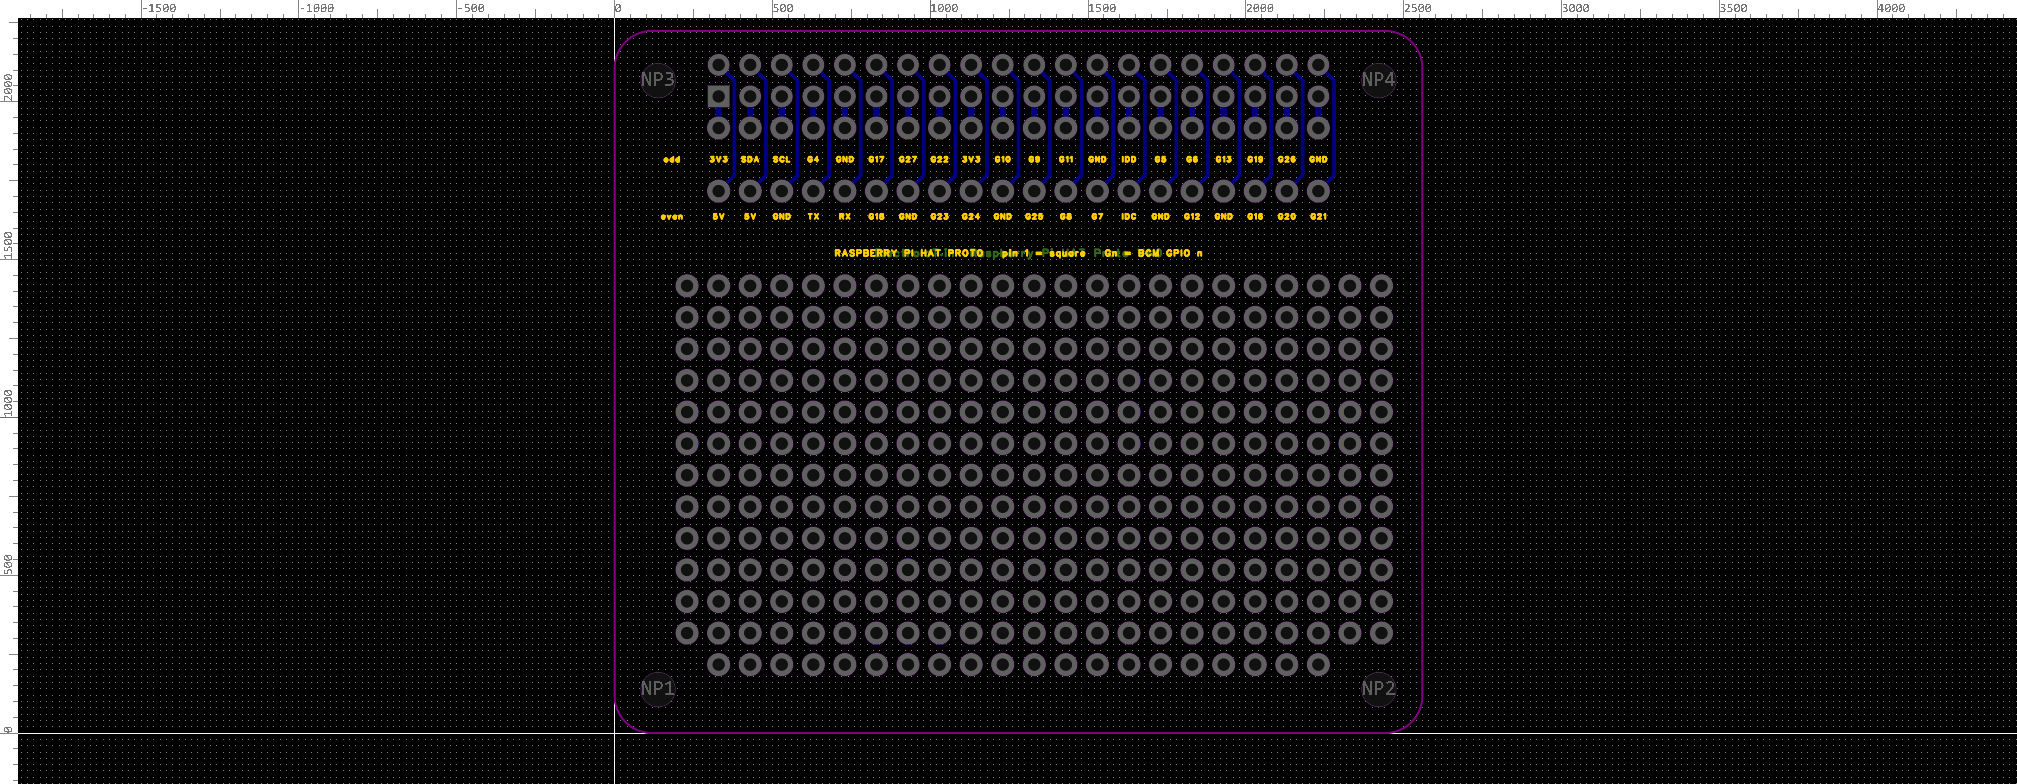 -1500 -1000 -500 0 500 1000 1500 2000 2500 3000 3500 4000
2000
1500
1000
500
0
NP3 NP4
odd 3V3 SDA SCL G4 GND G17 G27 G22 3V3 G10 G9 G11 GND IDD G5 G6 G13 G19 G26 GND
even 5V 5V GND TX RX G18 GND G23 G24 GND G25 G8 G7 IDC GND G12 GND G16 G20 G21
RASPBERRY PI HAT PROTO pin 1 = square Gn = BCM GPIO n
NP1 NP2